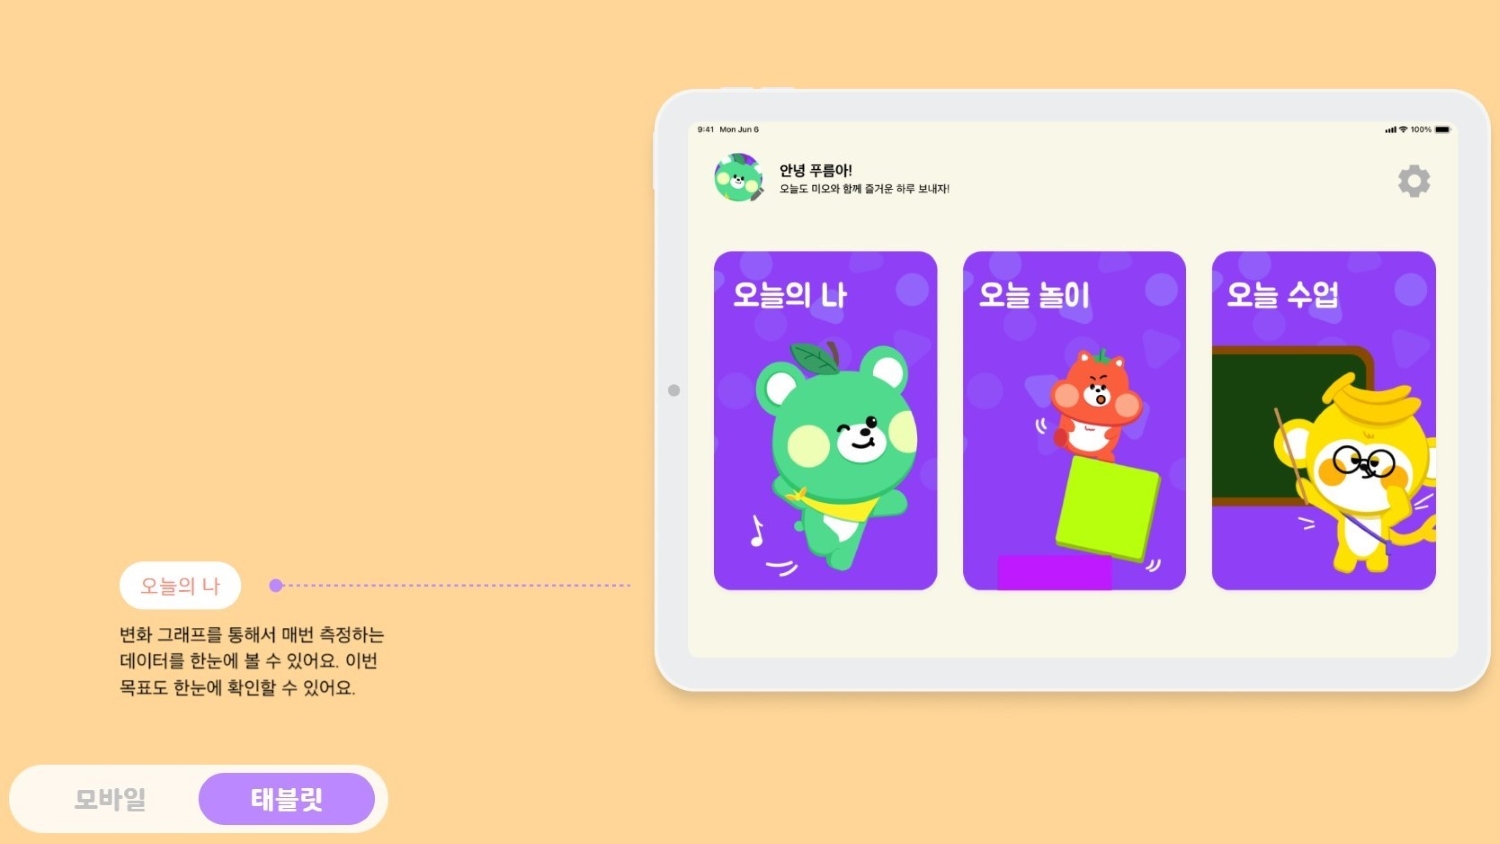 9:41 Mon Jun 6
100%
안녕 푸름아!
오늘도 미오와 함께 즐거운 하루 보내자!
오늘의 나
오늘 놀이
오늘 수업
오늘의 나
변화 그래프를 통해서 매번 측정하는
데이터를 한눈에 볼 수 있어요. 이번
목표도 한눈에 확인할 수 있어요.
모바일
태블릿